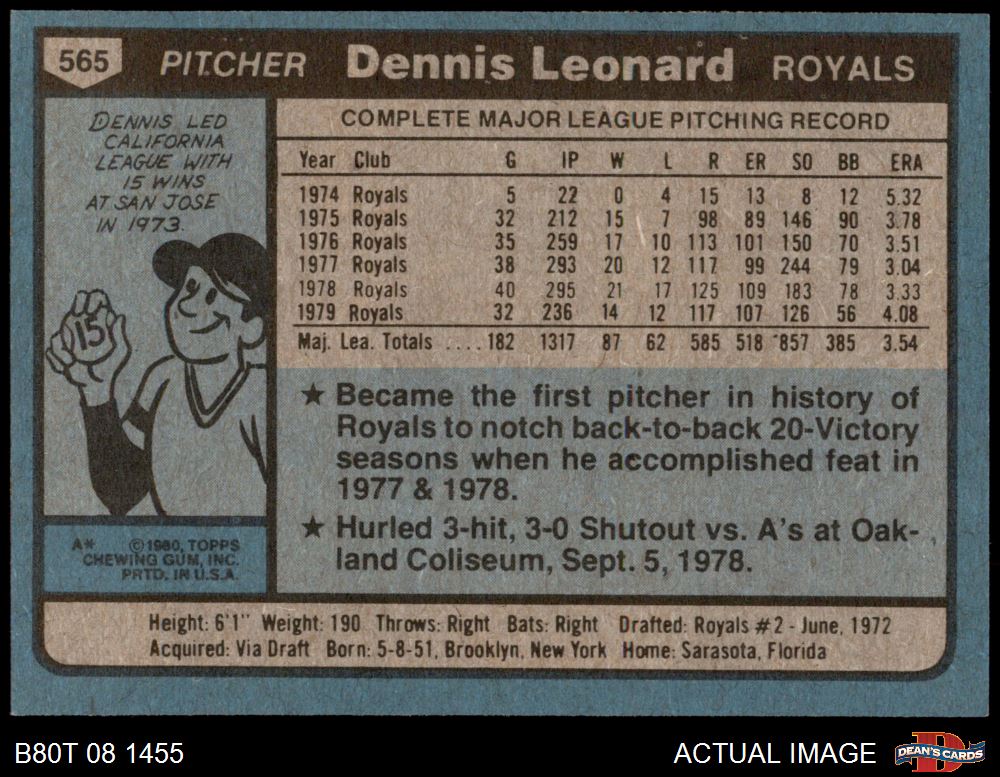 565 PITCHER Dennis Leonard ROYALS
DENNIS LED
CALIFORNIA
LEAGUE WITH
15 WINS
AT SAN JOSE
IN 1973.
15
COMPLETE MAJOR LEAGUE PITCHING RECORD
Year Club G IP W L R ER SO BB ERA
1974 Royals 5 22 0 4 15 13 8 12 5.32
1975 Royals 32 212 15 7 98 89 146 90 3.78
1976 Royals 35 259 17 10 113 101 150 70 3.51
1977 Royals 38 293 20 12 117 99 244 79 3.04
1978 Royals 40 295 21 17 125 109 183 78 3.33
1979 Royals 32 236 14 12 117 107 126 56 4.08
Maj. Lea. Totals ....182 1317 87 62 585 518 857 385 3.54
★ Became the first pitcher in history of
Royals to notch back-to-back 20-Victory
seasons when he accomplished feat in
1977 & 1978.
★ Hurled 3-hit, 3-0 Shutout vs. A's at Oak-
land Coliseum, Sept. 5, 1978.
A* ©1980, TOPPS
CHEWING GUM, INC.
PRTD. IN U.S.A.
Height: 6'1" Weight: 190 Throws: Right Bats: Right Drafted: Royals #2 - June, 1972
Acquired: Via Draft Born: 5-8-51, Brooklyn, New York Home: Sarasota, Florida
B80T 08 1455 ACTUAL IMAGE
D
DEAN'S CARDS